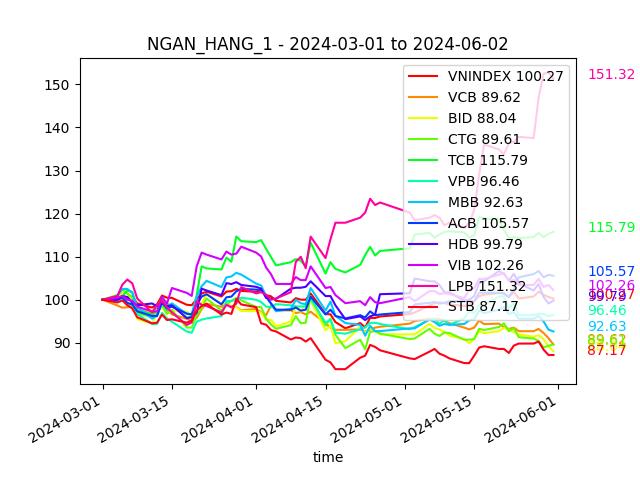 NGAN_HANG_1 - 2024-03-01 to 2024-06-02
150
140
130
120
110
100
90
VNINDEX 100.27
VCB 89.62
BID 88.04
CTG 89.61
TCB 115.79
VPB 96.46
MBB 92.63
ACB 105.57
HDB 99.79
VIB 102.26
LPB 151.32
STB 87.17
151.32
115.79
105.57
102.26
96.46
92.63
87.17
2024-03-01
2024-03-15
2024-04-01
2024-04-15
2024-05-01
2024-05-15
2024-06-01
time